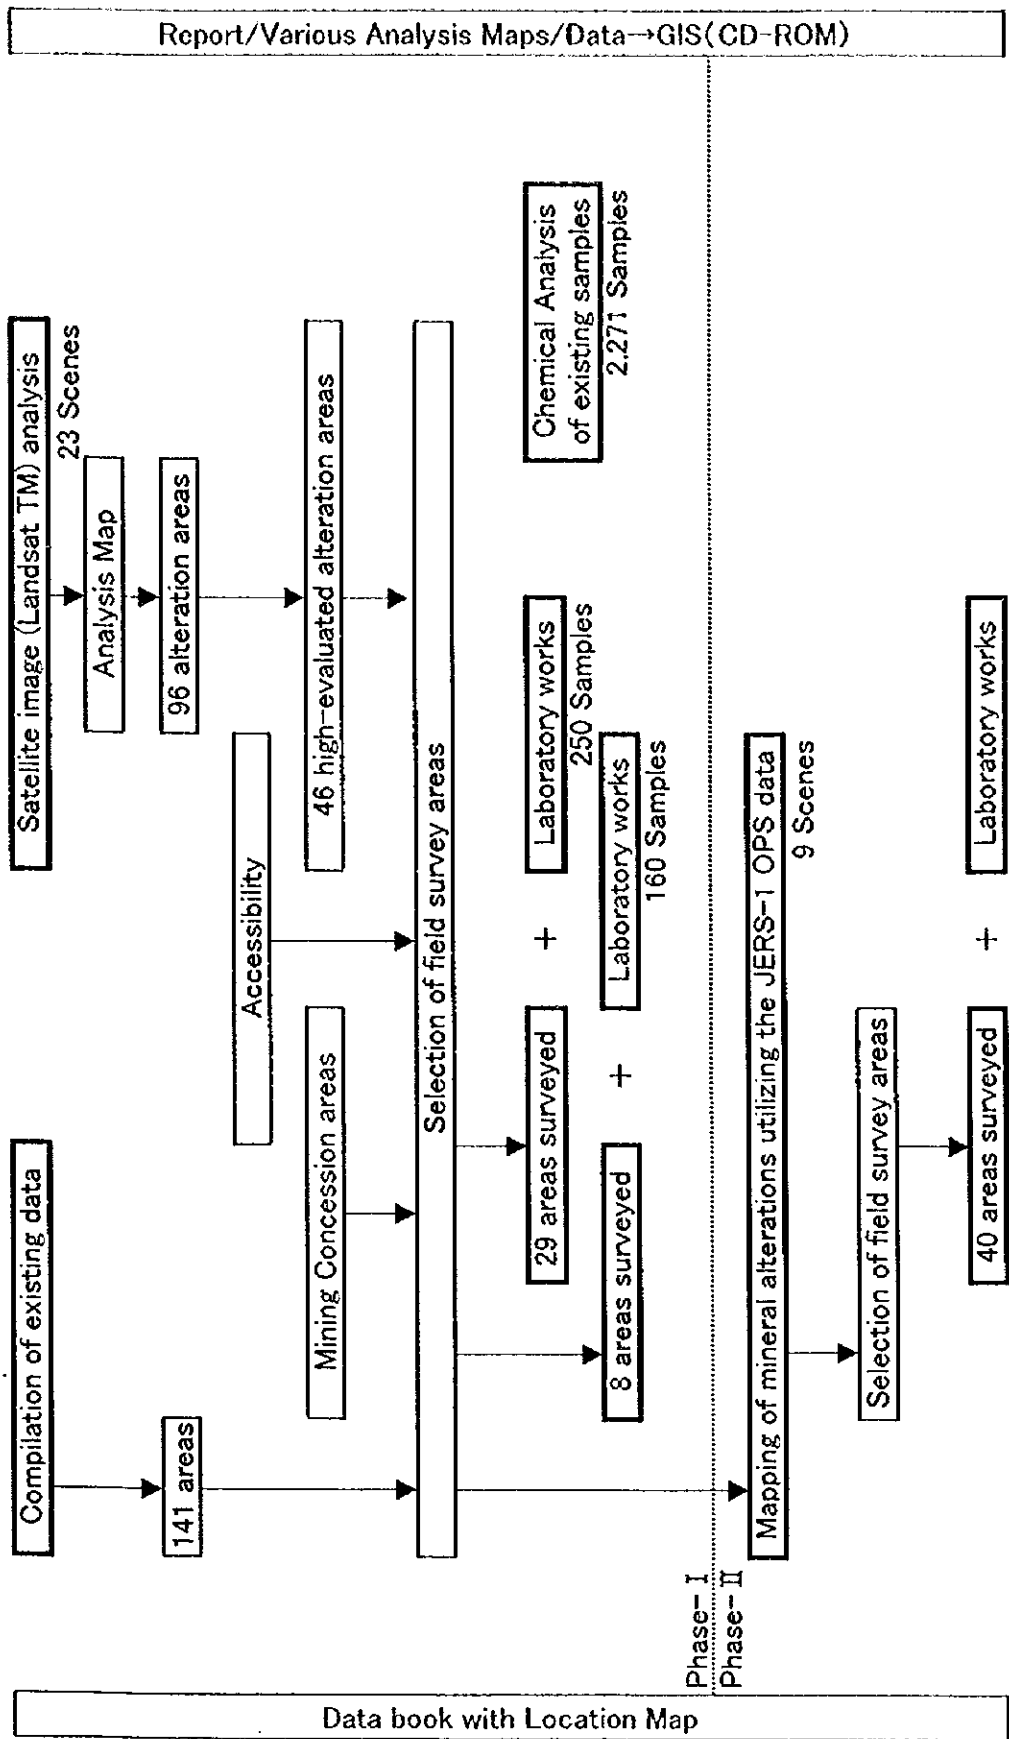 Report/Various Analysis Maps/Data→GIS(CD-ROM)
Satellite image (Landsat TM) analysis
23 Scenes
Analysis Map
96 alteration areas
46 high-evaluated alteration areas
Accessibility
Compilation of existing data
141 areas
Mining Concession areas
Selection of field survey areas
29 areas surveyed
+
Laboratory works
250 Samples
8 areas surveyed
+
Laboratory works
160 Samples
Chemical Analysis
of existing samples
2.271 Samples
Phase-Ⅰ
Phase-Ⅱ
Mapping of mineral alterations utilizing the JERS-1 OPS data
9 Scenes
Selection of field survey areas
40 areas surveyed
+
Laboratory works
Data book with Location Map